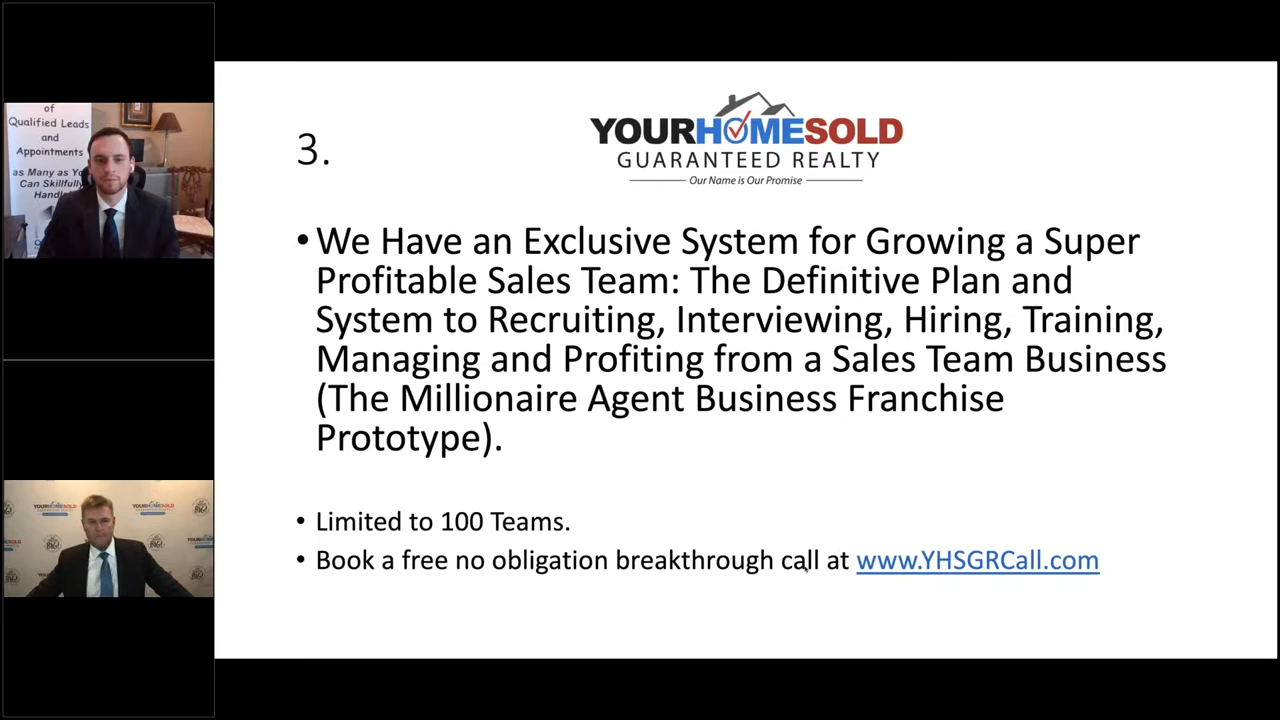 of
Qualified Leads
and
Appointments
as Many as Yo
Can Skillfully
Handle
3.
YOURHOMESOLD
GUARANTEED REALTY
Our Name is Our Promise
•We Have an Exclusive System for Growing a Super
Profitable Sales Team: The Definitive Plan and
System to Recruiting, Interviewing, Hiring, Training,
Managing and Profiting from a Sales Team Business
(The Millionaire Agent Business Franchise
Prototype).
• Limited to 100 Teams.
• Book a free no obligation breakthrough call at www.YHSGRCall.com
YOURHOMESOLD
YOURHOMESOLD